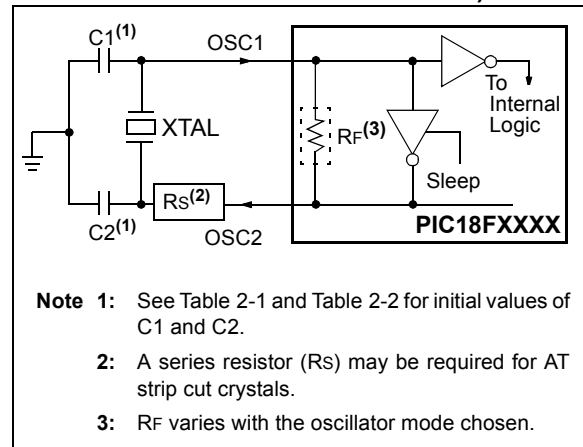 C1(1)
OSC1
To
Internal
Logic
XTAL
RF(3)
Sleep
C2(1)
RS(2)
OSC2
PIC18FXXXX
Note 1: See Table 2-1 and Table 2-2 for initial values of
C1 and C2.
2: A series resistor (RS) may be required for AT
strip cut crystals.
3: RF varies with the oscillator mode chosen.